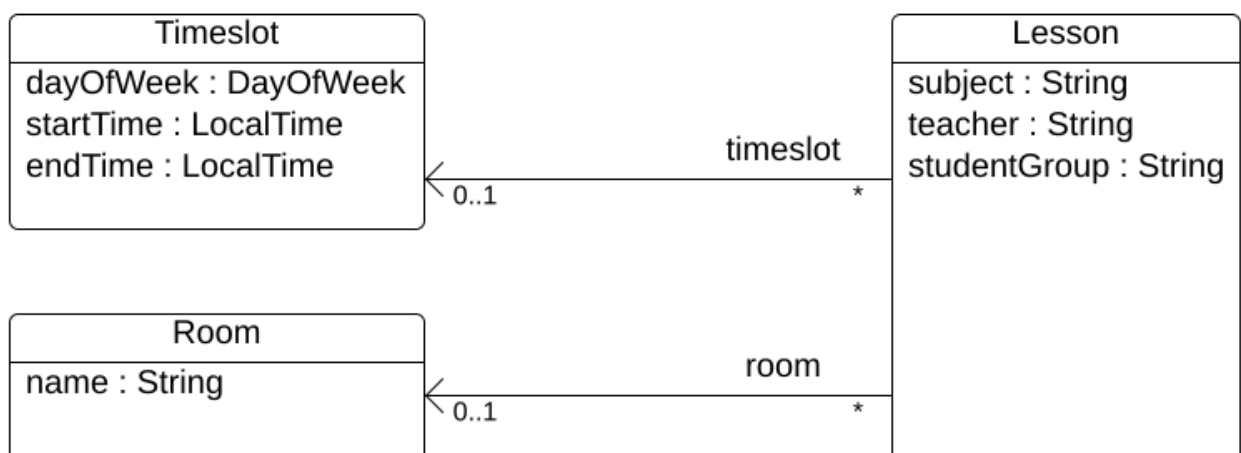 Timeslot
dayOfWeek : DayOfWeek
startTime : LocalTime
endTime : LocalTime
Lesson
subject : String
teacher : String
studentGroup : String
timeslot
0..1
*
Room
name : String
room
0..1
*